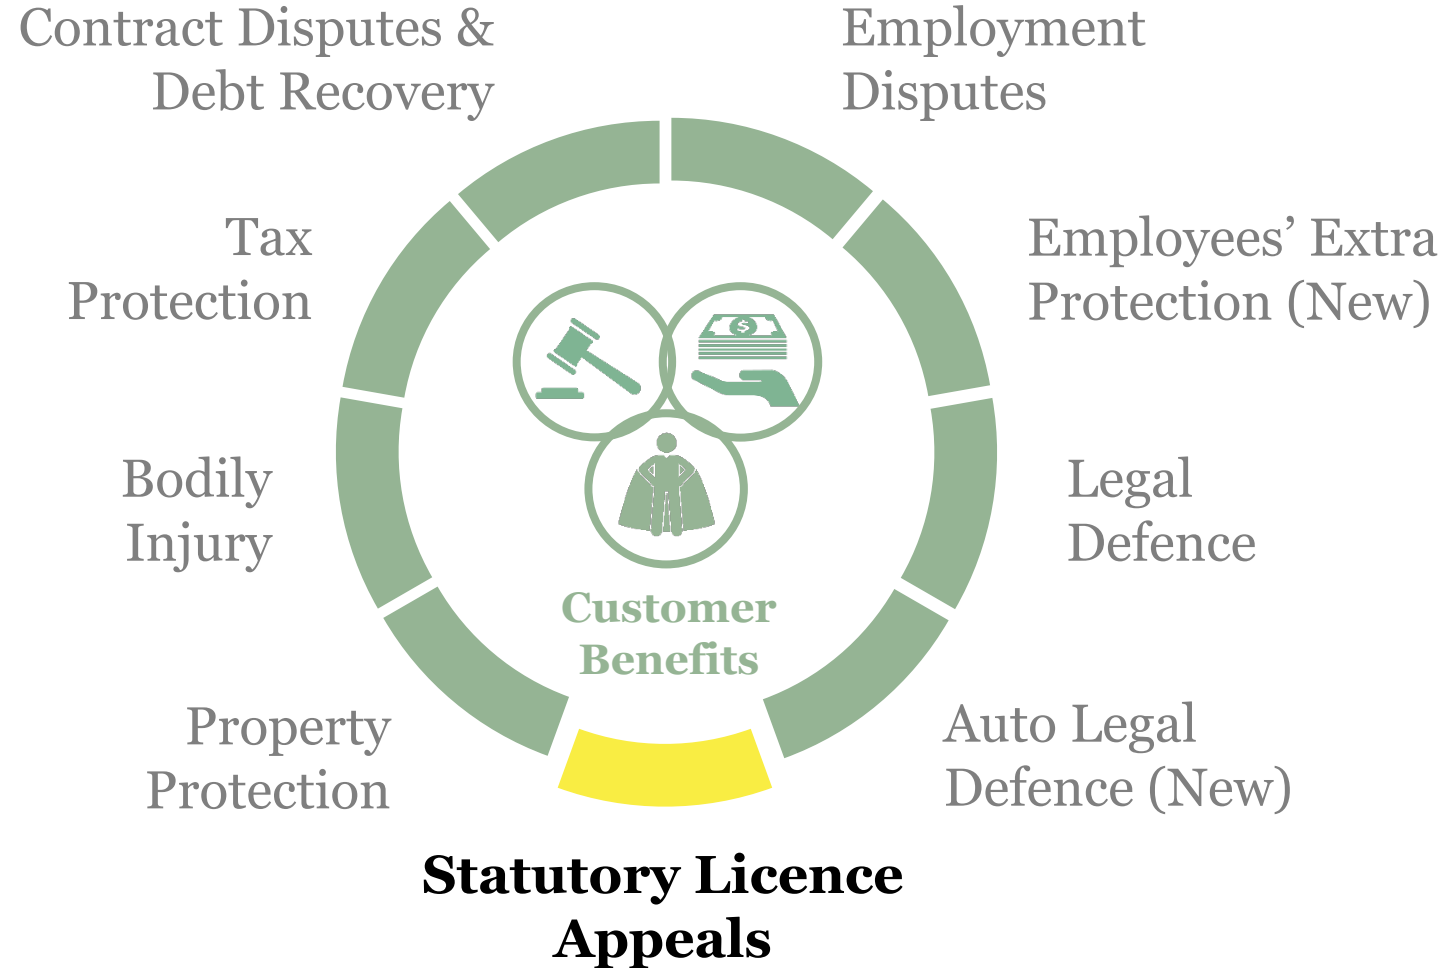 Contract Disputes &
Debt Recovery
Employment
Disputes
Tax
Protection
Employees’ Extra
Protection (New)
Bodily
Injury
Legal
Defence
$
Customer
Benefits
Property
Protection
Auto Legal
Defence (New)
Statutory Licence
Appeals